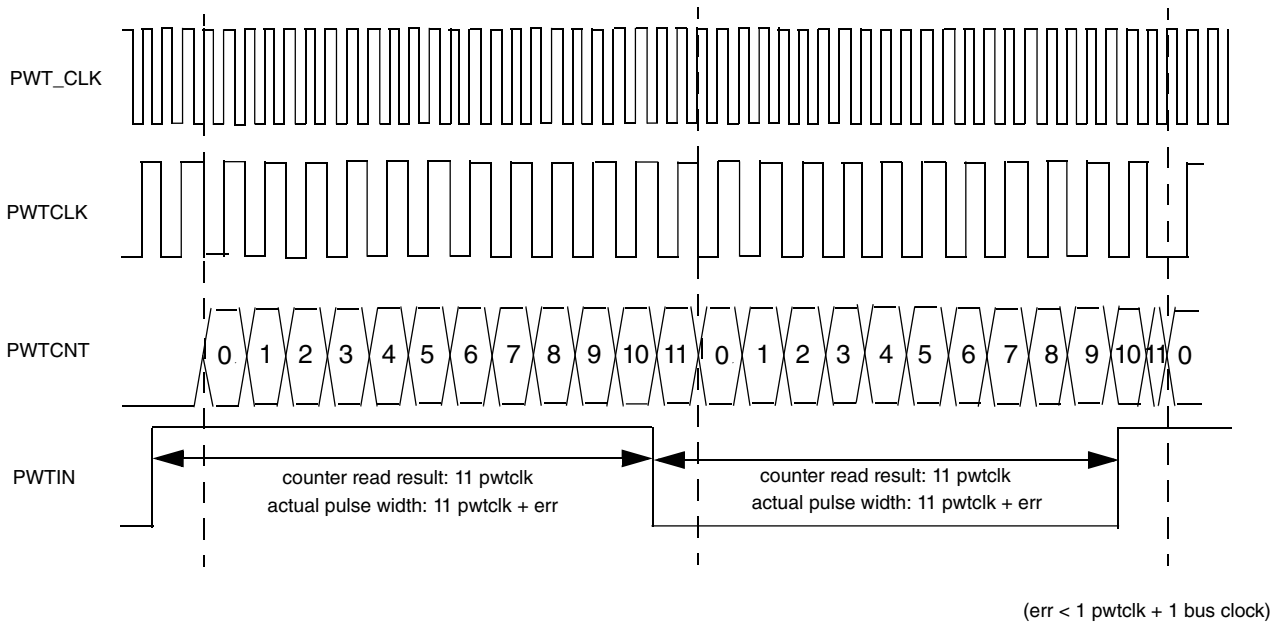 PWT_CLK
PWTCLK
PWTCNT
0 1 2 3 4 5 6 7 8 9 10 11 0 1 2 3 4 5 6 7 8 9 10 11 0
PWTIN
counter read result: 11 pwtclk
actual pulse width: 11 pwtclk + err
counter read result: 11 pwtclk
actual pulse width: 11 pwtclk + err
(err < 1 pwtclk + 1 bus clock)